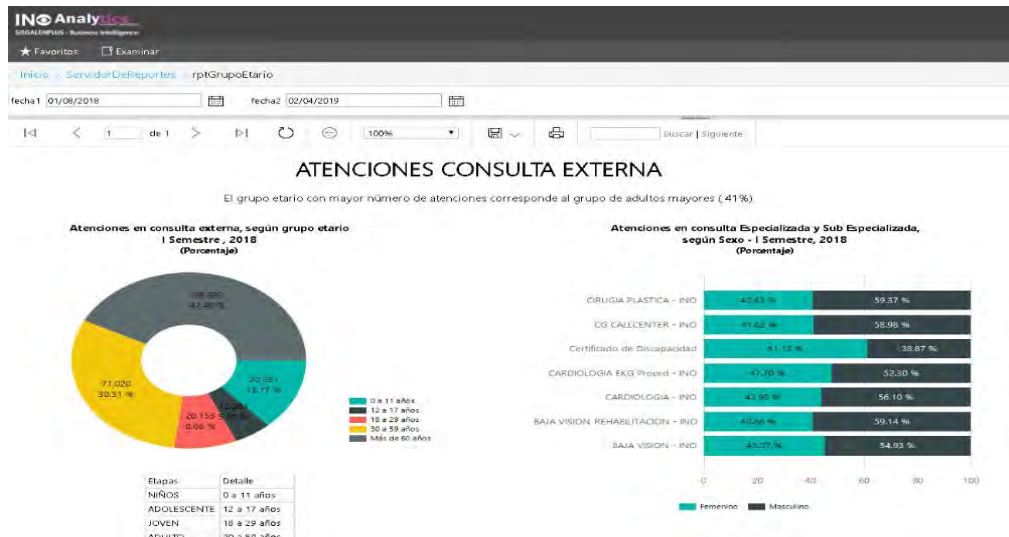 INO Analytics
SISGALENPLUS - Business Intelligence
Favoritos Examinar
Inicio ServidorDeReportes rptGrupoEtario
fecha1 01/08/2018 Fecha2 02/04/2019
1 de 1 100% Buscar | Siguiente
ATENCIONES CONSULTA EXTERNA
El grupo etario con mayor número de atenciones corresponde al grupo de adultos mayores ( 41%)
Atenciones en consulta externa, según grupo etario
I Semestre , 2018
(Porcentaje)
71,020
30.51 %
20,153
8.66 %
13.17 %
0 a 11 años
12 a 17 años
18 a 29 años
30 a 59 años
Más de 60 años
Etapas Detalle
NIÑOS 0 a 11 años
ADOLESCENTE 12 a 17 años
JOVEN 18 a 29 años
ADULTO 30 a 59 años
Atenciones en consulta Especializada y Sub Especializada,
según Sexo - I Semestre, 2018
(Porcentaje)
CIRUGIA PLASTICA - INO 40.63 % 59.37 %
CG CALLCENTER - INO 41.02 % 58.98 %
Certificado de Discapacidad 61.13 % 38.87 %
CARDIOLOGIA EKG Proced - INO 47.70 % 52.30 %
CARDIOLOGIA - INO 43.90 % 56.10 %
BAJA VISION REHABILITACION - INO 40.86 % 59.14 %
BAJA VISION - INO 45.07 % 54.93 %
0 20 40 60 80 100
Femenino Masculino